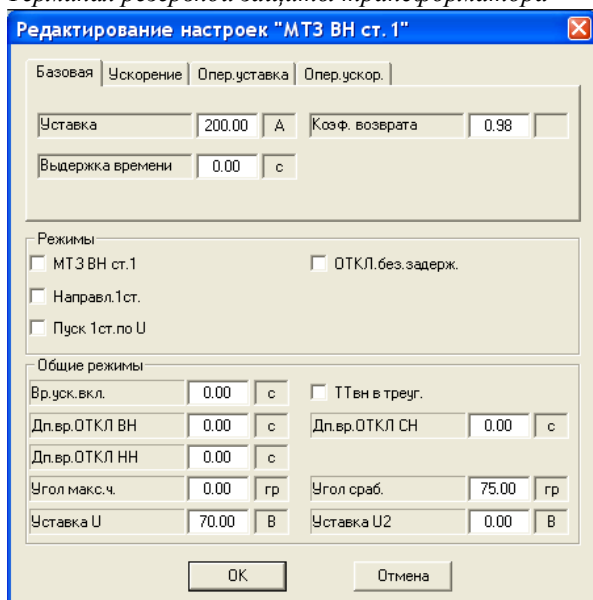 Редактирование настроек "МТЗ ВН ст. 1"
Базовая Ускорение Опер.уставка Опер.ускор.
Уставка 200.00 А Коэф. возврата 0.98
Выдержка времени 0.00 с
Режимы
МТЗ ВН ст.1 ОТКЛ.без.задерж.
Направл.1ст.
Пуск 1ст.по U
Общие режимы
Вр.уск.вкл. 0.00 с ТТвн в треуг.
Дп.вр.ОТКЛ ВН 0.00 с Дп.вр.ОТКЛ СН 0.00 с
Дп.вр.ОТКЛ НН 0.00 с
Угол макс.ч. 0.00 гр Угол сраб. 75.00 гр
Уставка U 70.00 В Уставка U2 0.00 В
OK Отмена